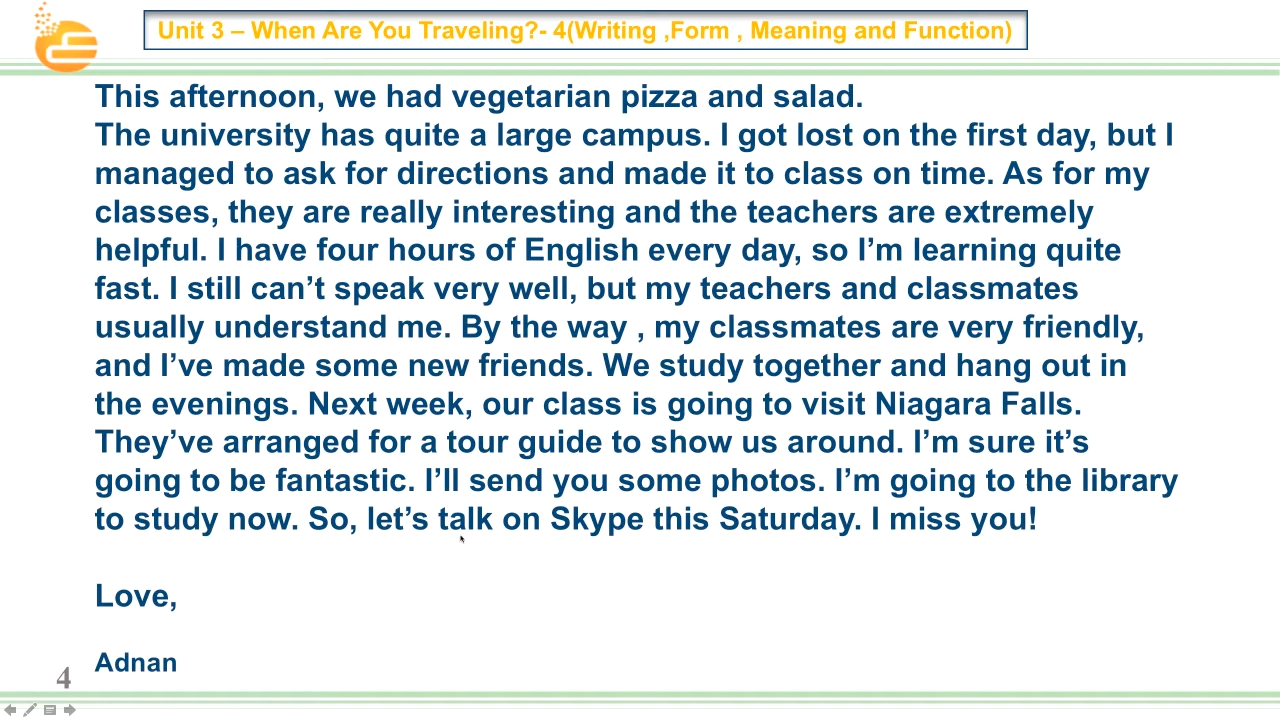 Unit 3 – When Are You Traveling?- 4(Writing ,Form , Meaning and Function)
This afternoon, we had vegetarian pizza and salad.
The university has quite a large campus. I got lost on the first day, but I
managed to ask for directions and made it to class on time. As for my
classes, they are really interesting and the teachers are extremely
helpful. I have four hours of English every day, so I’m learning quite
fast. I still can’t speak very well, but my teachers and classmates
usually understand me. By the way , my classmates are very friendly,
and I’ve made some new friends. We study together and hang out in
the evenings. Next week, our class is going to visit Niagara Falls.
They’ve arranged for a tour guide to show us around. I’m sure it’s
going to be fantastic. I’ll send you some photos. I’m going to the library
to study now. So, let’s talk on Skype this Saturday. I miss you!
Love,
Adnan
4